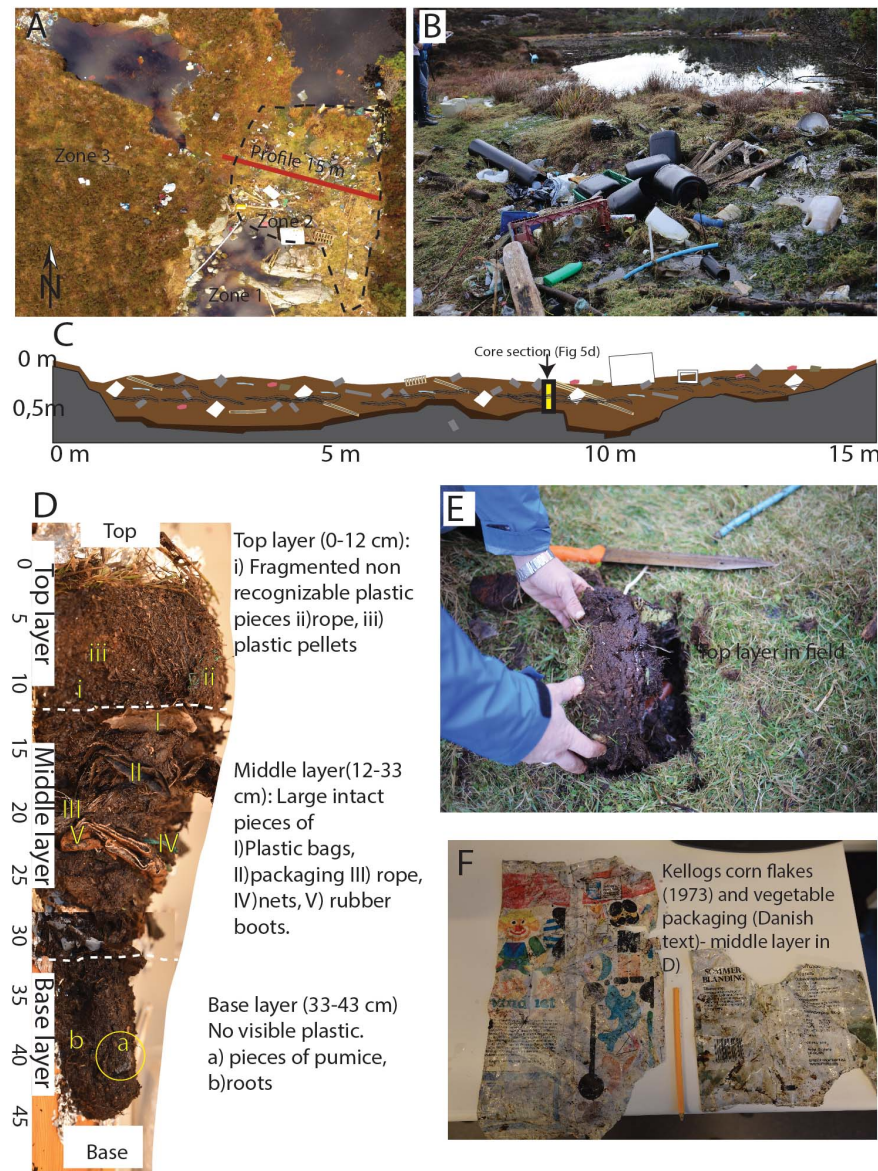 A
Zone 3
Profile 15 m
Zone 2
Zone 1
N
B
C
Core section (Fig 5d)
0 m
0,5m
0 m
5 m
10 m
15 m
D
Top
Top layer
Middle layer
Base layer
0
5
10
15
20
25
30
35
40
45
iii
i
ii
I
II
III
V
IV
b
a
Base
Top layer (0-12 cm):
i) Fragmented non
recognizable plastic
pieces ii)rope, iii)
plastic pellets
Middle layer(12-33
cm): Large intact
pieces of
I)Plastic bags,
II)packaging III) rope,
IV)nets, V) rubber
boots.
Base layer (33-43 cm)
No visible plastic.
a) pieces of pumice,
b)roots
E
Top layer in field
F
Kellogs corn flakes
(1973) and vegetable
packaging (Danish
text)- middle layer in
D)
SOMMER
BLANDING